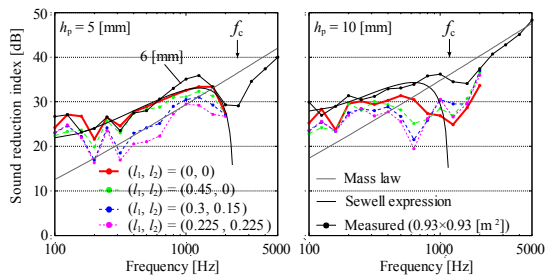 Sound reduction index [dB]
50
40
30
20
10
0
h_p = 5 [mm]
f_c
6 [mm]
(l_1, l_2) = (0, 0)
(l_1, l_2) = (0.45, 0)
(l_1, l_2) = (0.3, 0.15)
(l_1, l_2) = (0.225, 0.225)
100 1000 5000
Frequency [Hz]
h_p = 10 [mm]
f_c
Mass law
Sewell expression
Measured (0.93×0.93 [m²])
100 1000 5000
Frequency [Hz]